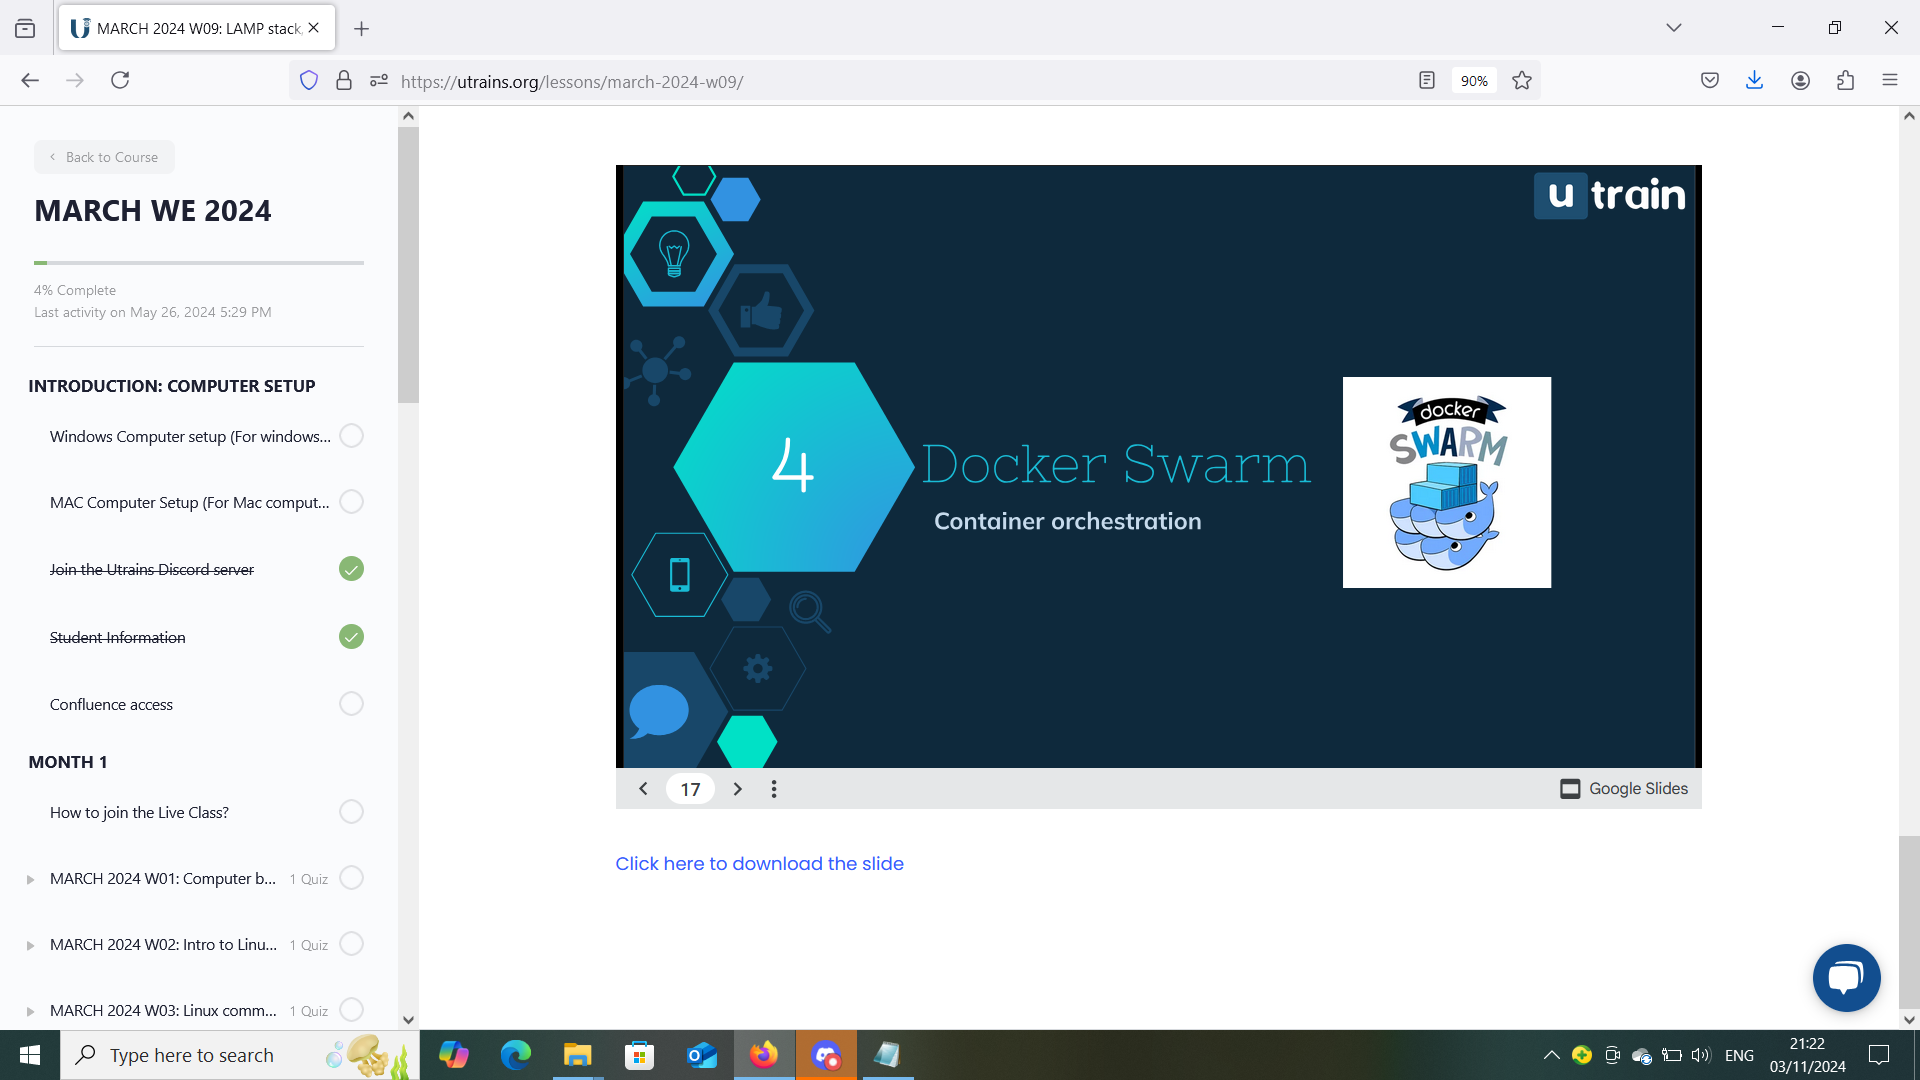 MARCH 2024 W09: LAMP stack,
https://utrains.org/lessons/march-2024-w09/
90%
Back to Course
MARCH WE 2024
4% Complete
Last activity on May 26, 2024 5:29 PM
INTRODUCTION: COMPUTER SETUP
Windows Computer setup (For windows...
MAC Computer Setup (For Mac comput...
Join the Utrains Discord server
Student Information
Confluence access
MONTH 1
How to join the Live Class?
MARCH 2024 W01: Computer b... 1 Quiz
MARCH 2024 W02: Intro to Linu... 1 Quiz
MARCH 2024 W03: Linux comm... 1 Quiz
u train
4
Docker Swarm
Container orchestration
docker
SWARM
17
Google Slides
Click here to download the slide
Type here to search
ENG
21:22
03/11/2024